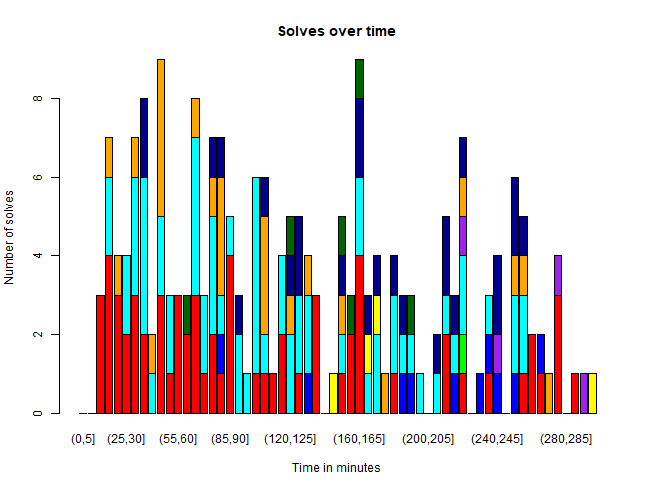 Solves over time
Number of solves
8
6
4
2
0
(0,5] (25,30] (55,60] (85,90] (120,125] (160,165] (200,205] (240,245] (280,285]
Time in minutes